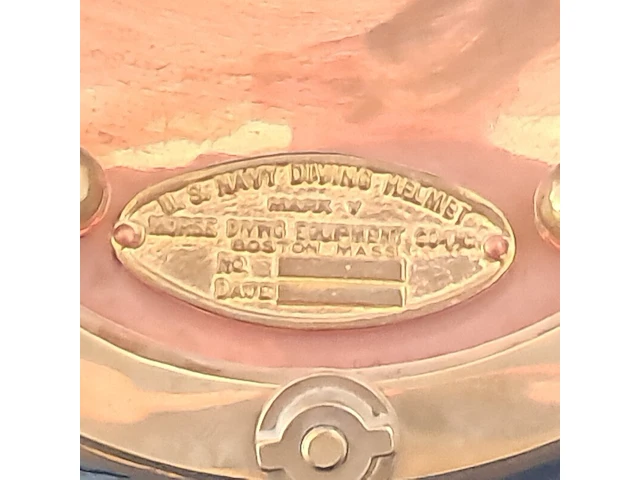 U. S. NAVY DIVING HELMET
MARK V
MORSE DIVING EQUIPMENT CO. INC.
BOSTON MASS
NO.
DATE